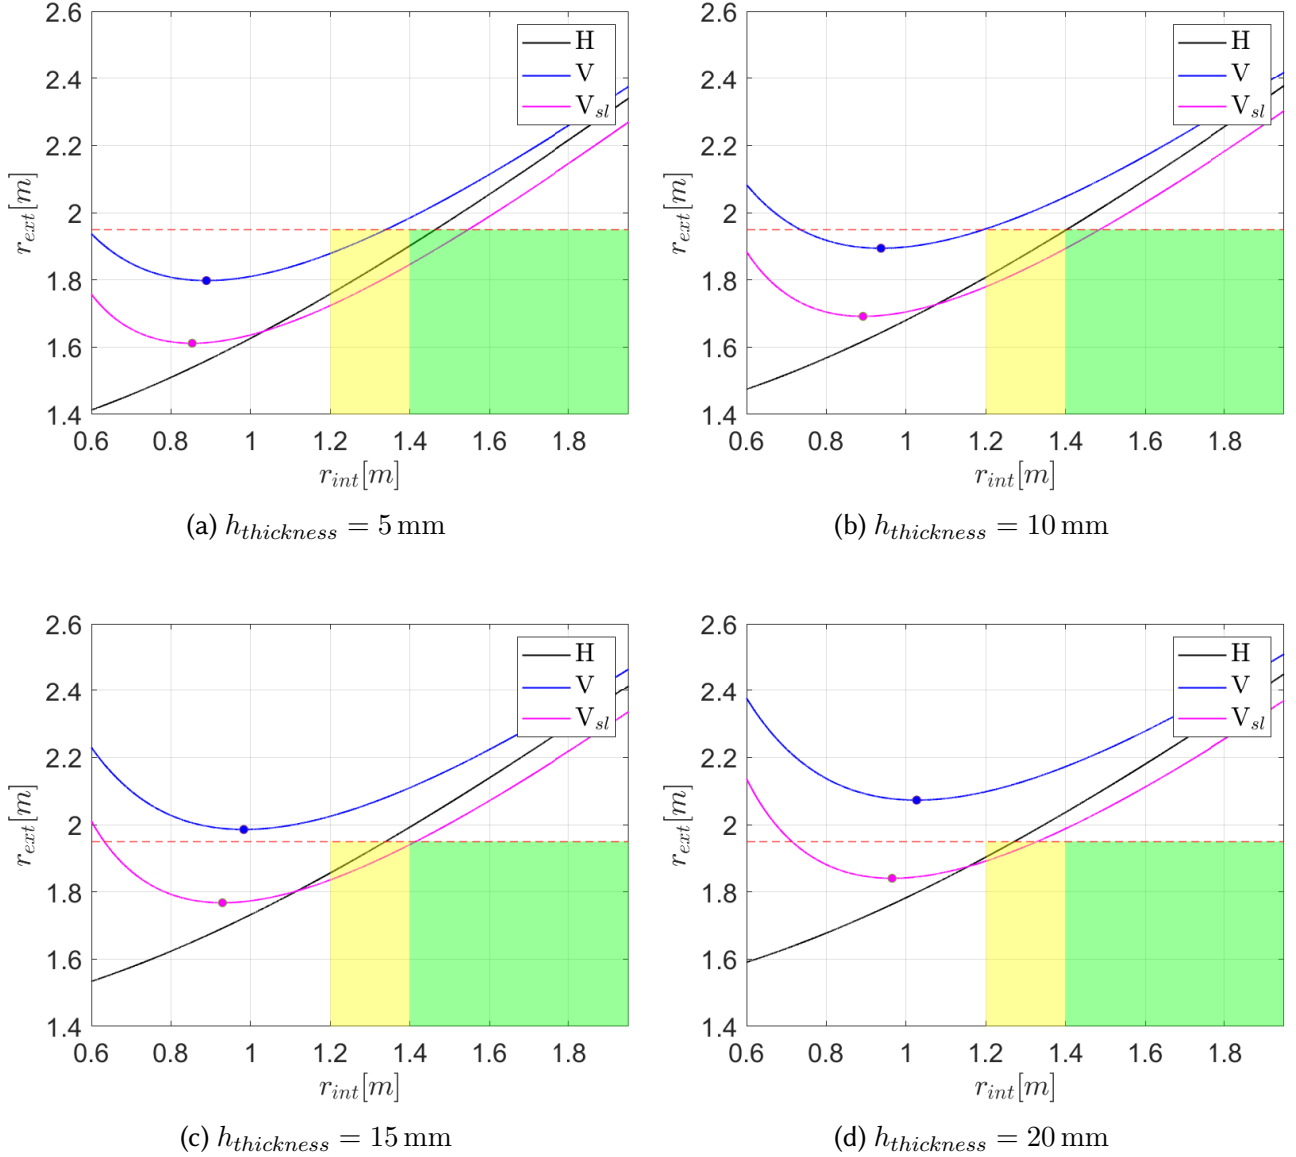 2.6
2.4
2.2
2
1.8
1.6
1.4
r_ext[m]
0.6 0.8 1 1.2 1.4 1.6 1.8
r_int[m]
H
V
V_sl
(a) h_thickness = 5 mm
2.6
2.4
2.2
2
1.8
1.6
1.4
r_ext[m]
0.6 0.8 1 1.2 1.4 1.6 1.8
r_int[m]
H
V
V_sl
(b) h_thickness = 10 mm
2.6
2.4
2.2
2
1.8
1.6
1.4
r_ext[m]
0.6 0.8 1 1.2 1.4 1.6 1.8
r_int[m]
H
V
V_sl
(c) h_thickness = 15 mm
2.6
2.4
2.2
2
1.8
1.6
1.4
r_ext[m]
0.6 0.8 1 1.2 1.4 1.6 1.8
r_int[m]
H
V
V_sl
(d) h_thickness = 20 mm